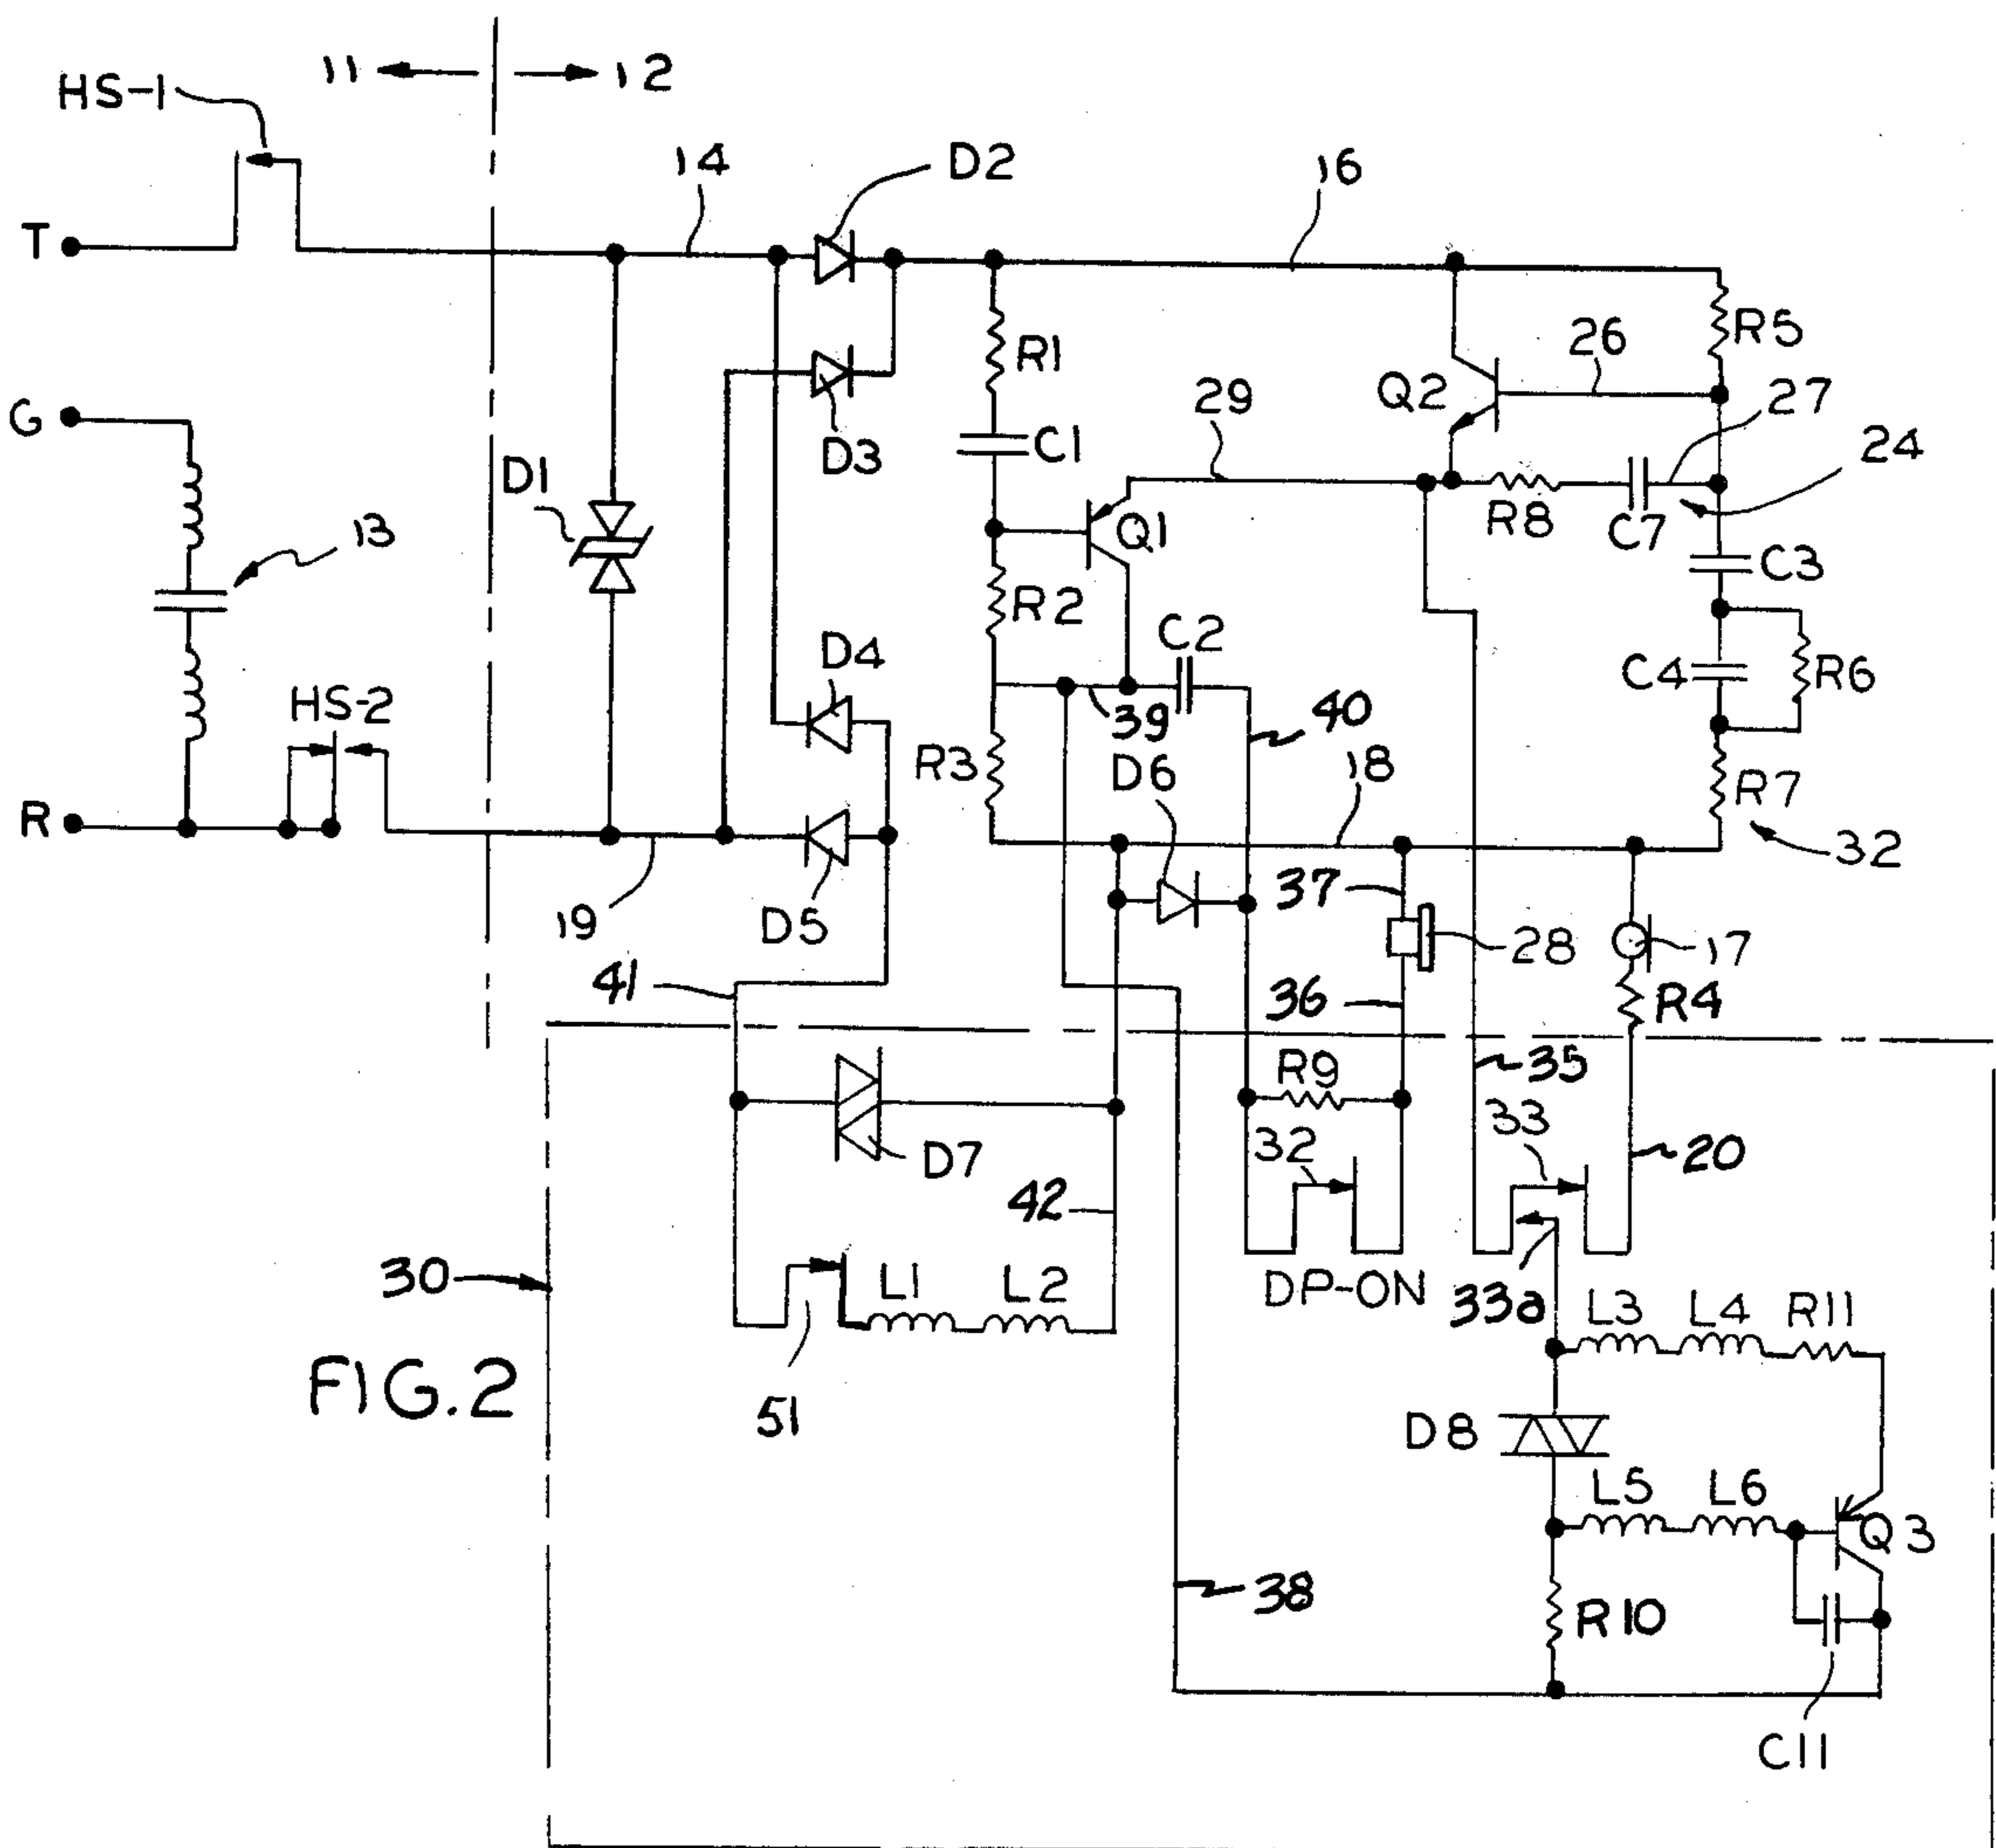 11
12
HS-1
14
D2
16
T
R1
R5
26
Q2
27
29
D3
C1
24
G
D1
R8
C7
Q1
13
C3
R2
C2
D4
C4
R6
HS-2
39
40
R3
D6
18
R7
R
32
19
D5
37
28
17
41
36
R4
R9
35
33
D7
32
20
42
30
L1
L2
DP-ON
33a
L3
L4
R11
FIG.2
51
D8
L5
L6
Q3
38
R10
C11